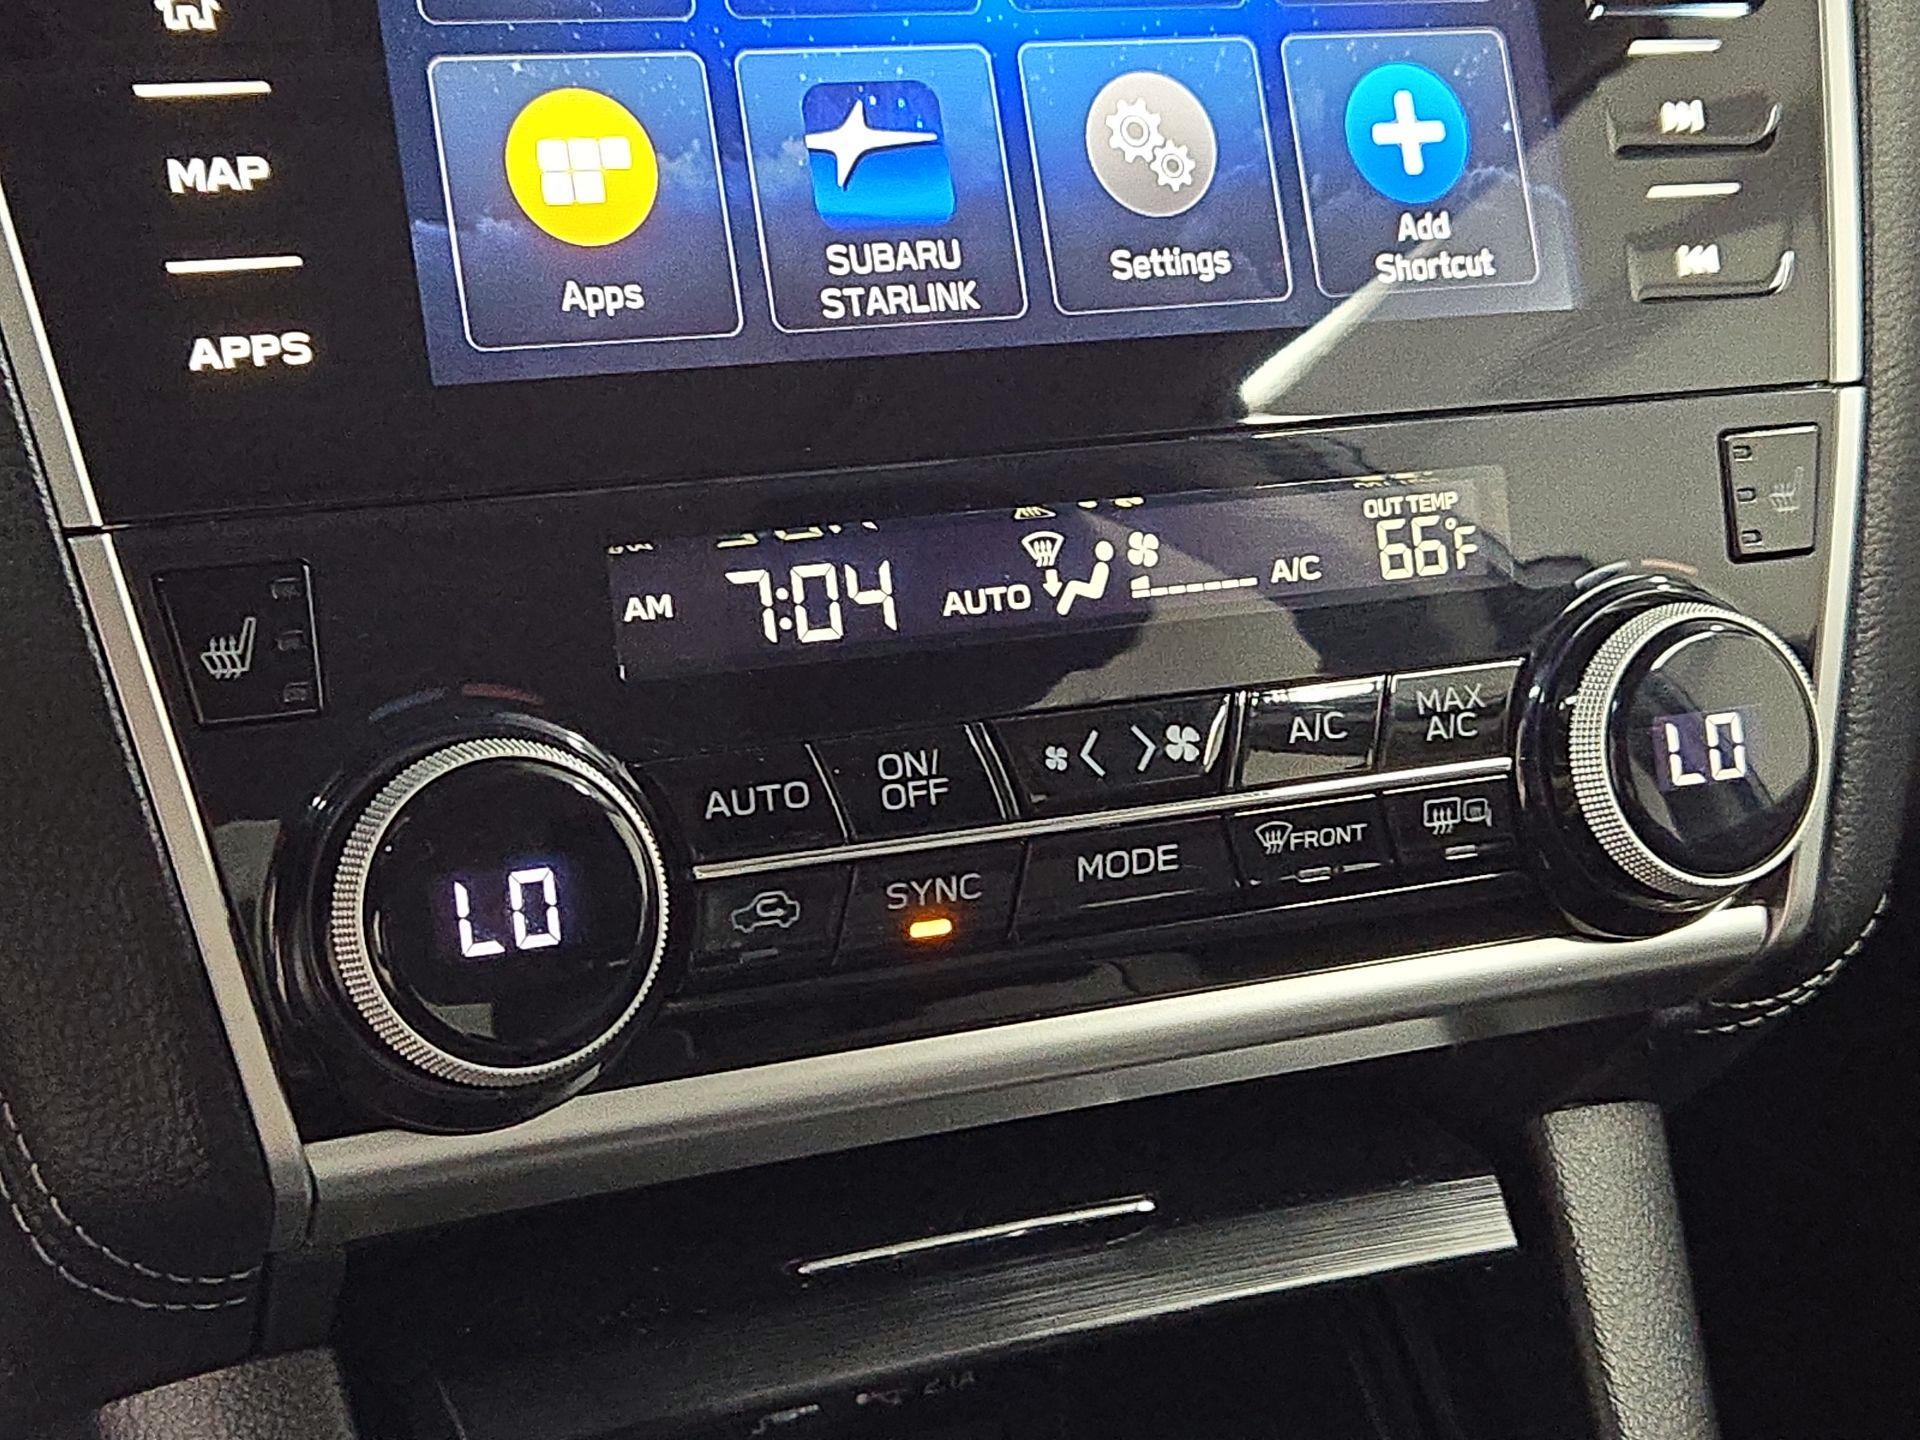 MAP
APPS
Apps
SUBARU
STARLINK
Settings
Add
Shortcut
AM 7:04 AUTO A/C
OUT TEMP
66°F
LO
AUTO
ON/
OFF
A/C
MAX
A/C
LO
SYNC
MODE
FRONT